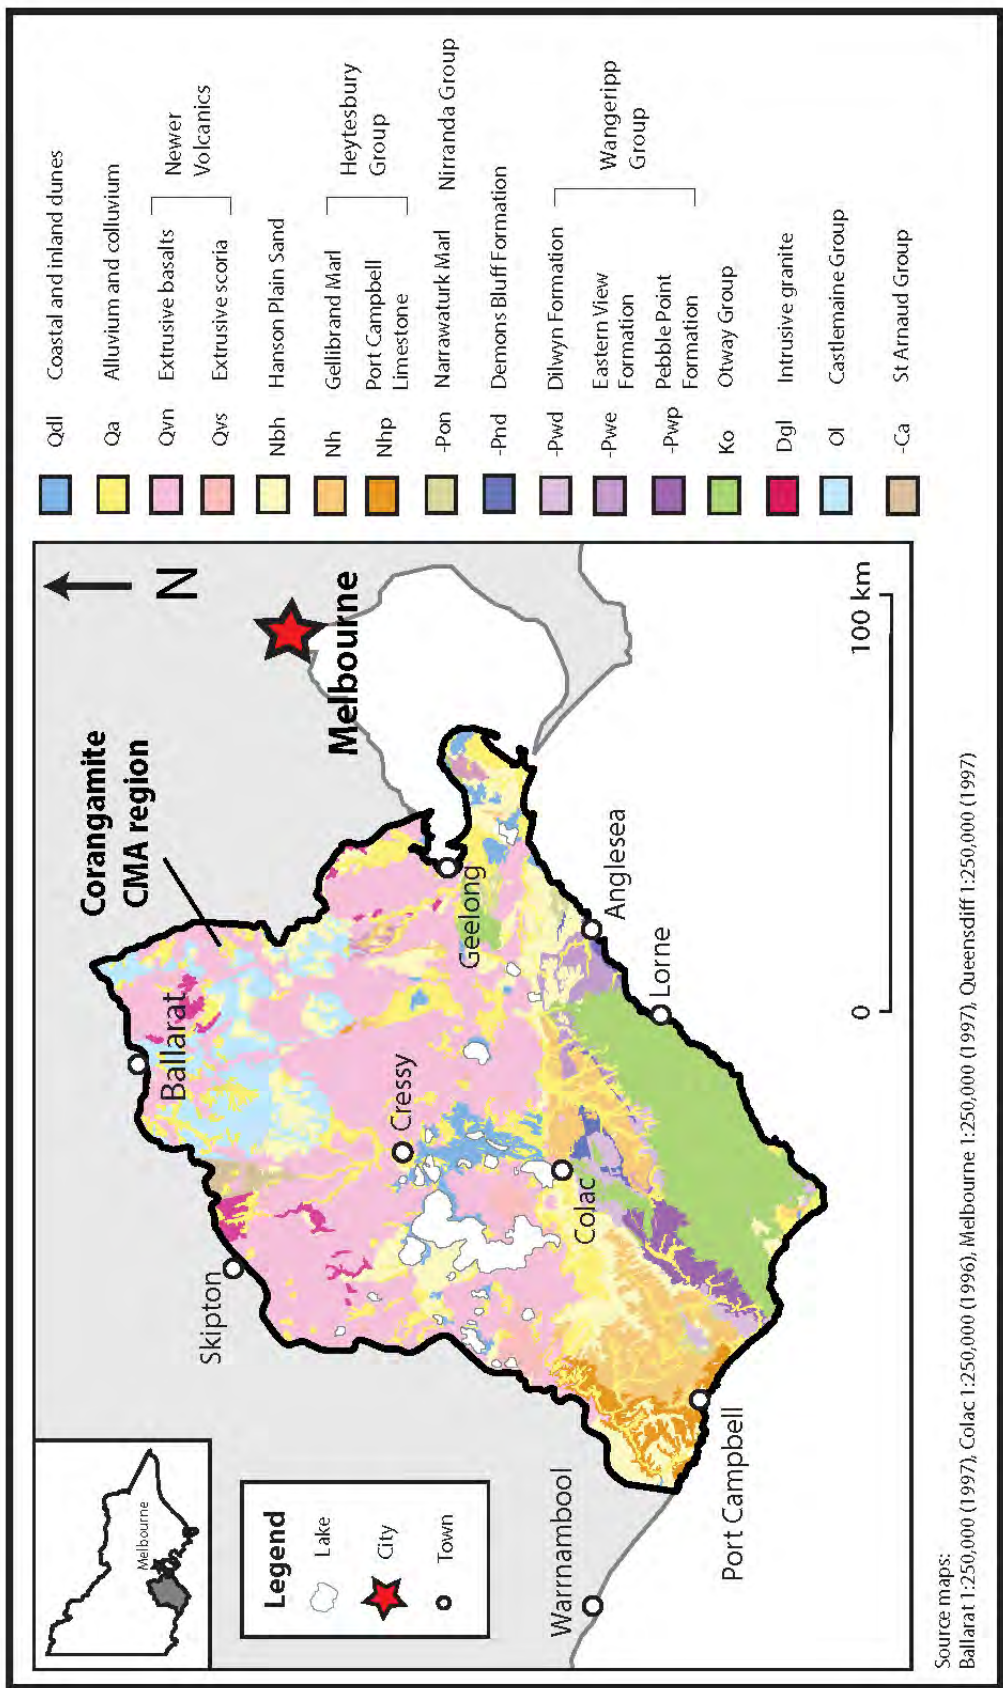 Melbourne
Legend
Lake
City
Town
N
Corangamite
CMA region
Melbourne
Ballarat
Skipton
Cressy
Geelong
Colac
Anglesea
Lorne
Warrnambool
Port Campbell
0
100 km
Qdl Coastal and inland dunes
Qa Alluvium and colluvium
Qvn Extrusive basalts
Qvs Extrusive scoria
Newer
Volcanics
Nbh Hanson Plain Sand
Nh Gellibrand Marl
Nhp Port Campbell
Limestone
Heytesbury
Group
-Pon Narrawaturk Marl Nirranda Group
-Pnd Demons Bluff Formation
-Pwd Dilwyn Formation
-Pwe Eastern View
Formation
-Pwp Pebble Point
Formation
Wangeripp
Group
Ko Otway Group
Dgl Intrusive granite
Ol Castlemaine Group
-Ca St Arnaud Group
Source maps:
Ballarat 1:250,000 (1997), Colac 1:250,000 (1996), Melbourne 1:250,000 (1997), Queensdiff 1:250,000 (1997)